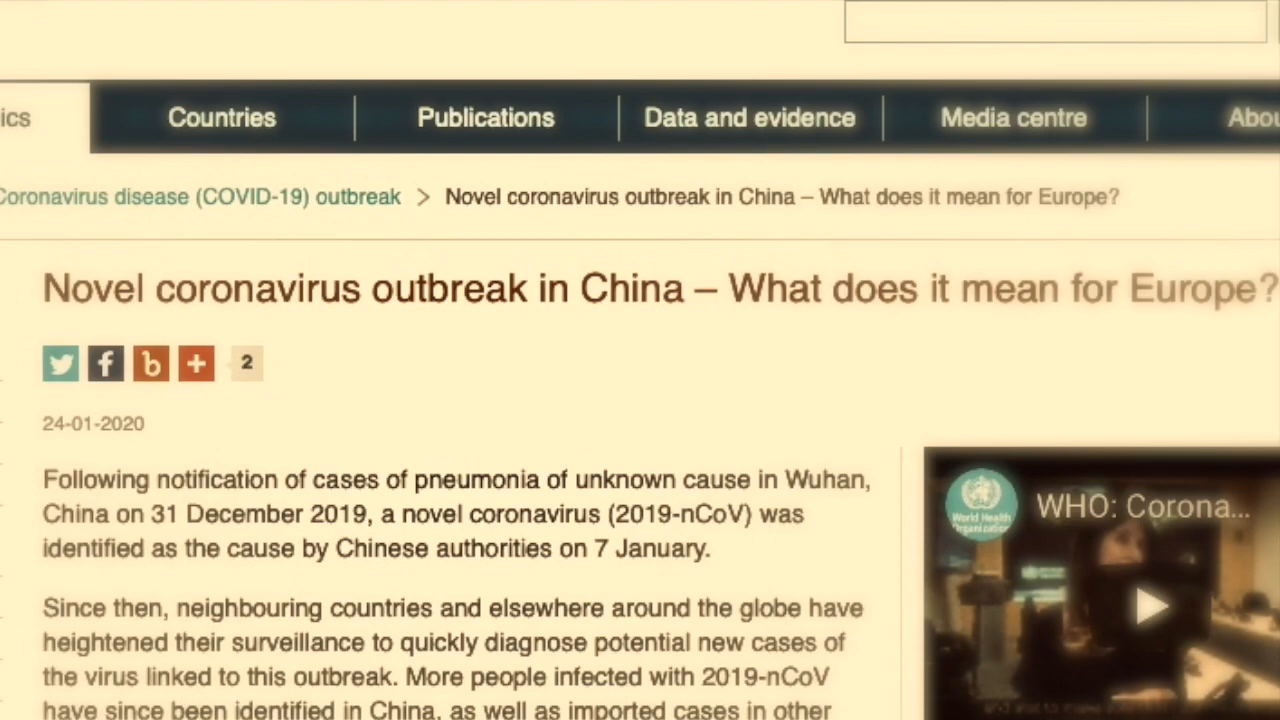 ics
Countries
Publications
Data and evidence
Media centre
Abou
Coronavirus disease (COVID-19) outbreak > Novel coronavirus outbreak in China – What does it mean for Europe?
Novel coronavirus outbreak in China – What does it mean for Europe?
2
24-01-2020
Following notification of cases of pneumonia of unknown cause in Wuhan,
China on 31 December 2019, a novel coronavirus (2019-nCoV) was
identified as the cause by Chinese authorities on 7 January.
Since then, neighbouring countries and elsewhere around the globe have
heightened their surveillance to quickly diagnose potential new cases of
the virus linked to this outbreak. More people infected with 2019-nCoV
have since been identified in China, as well as imported cases in other
World Health
Organization
WHO: Corona...